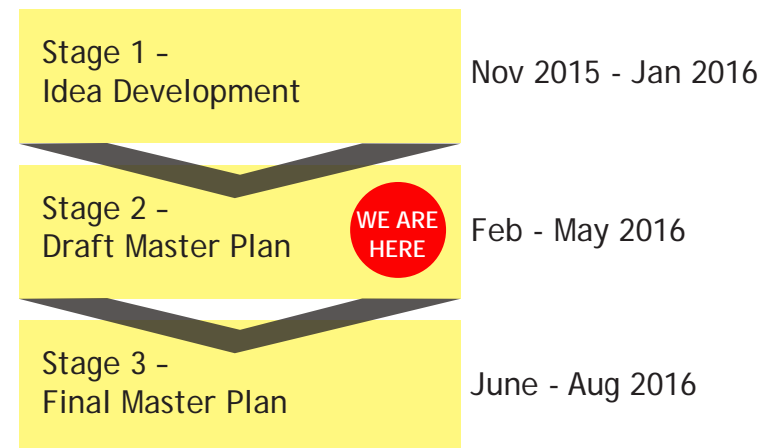 Stage 1 –
Idea Development
Nov 2015 - Jan 2016
Stage 2 –
Draft Master Plan
WE ARE
HERE
Feb - May 2016
Stage 3 –
Final Master Plan
June - Aug 2016